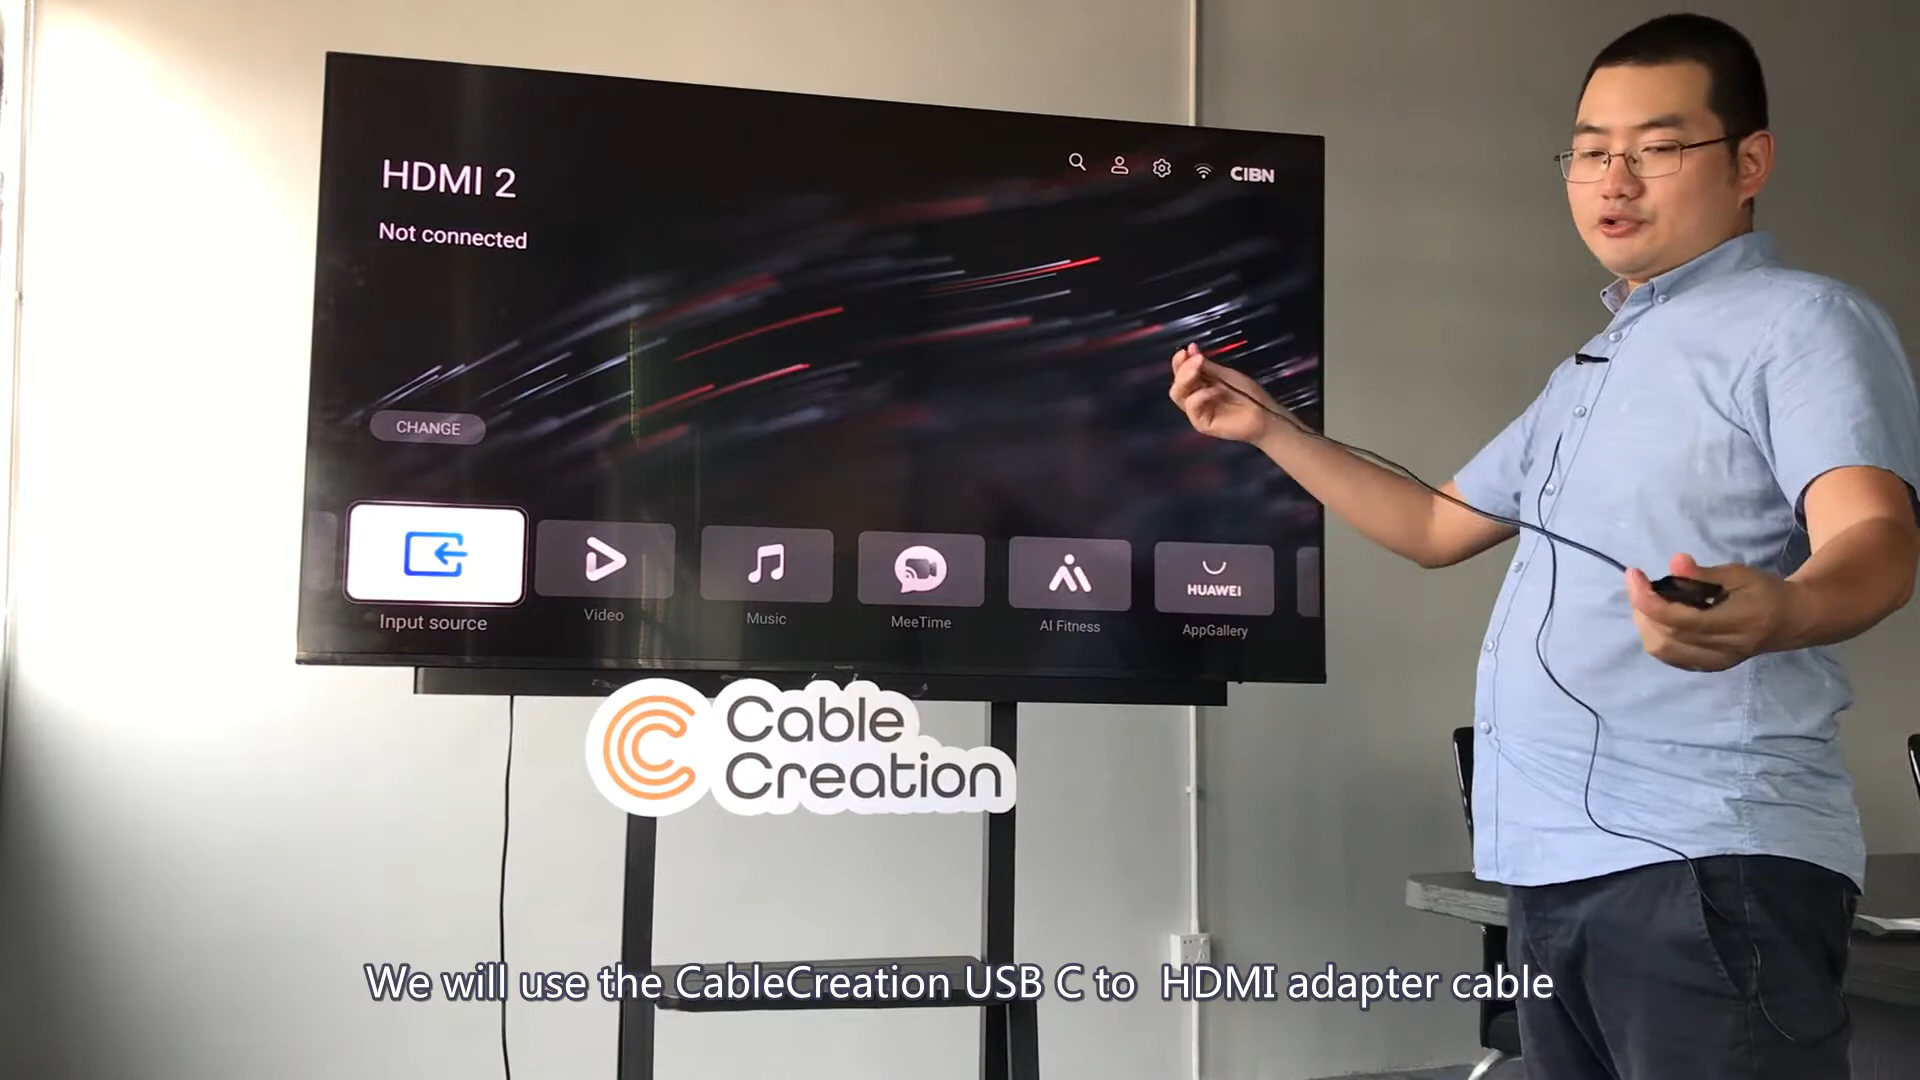 HDMI 2
CIBN
Not connected
CHANGE
HUAWEI
Input source
Video
Music
MeeTime
AI Fitness
AppGallery
Cable
Creation
We will use the CableCreation USB C to HDMI adapter cable